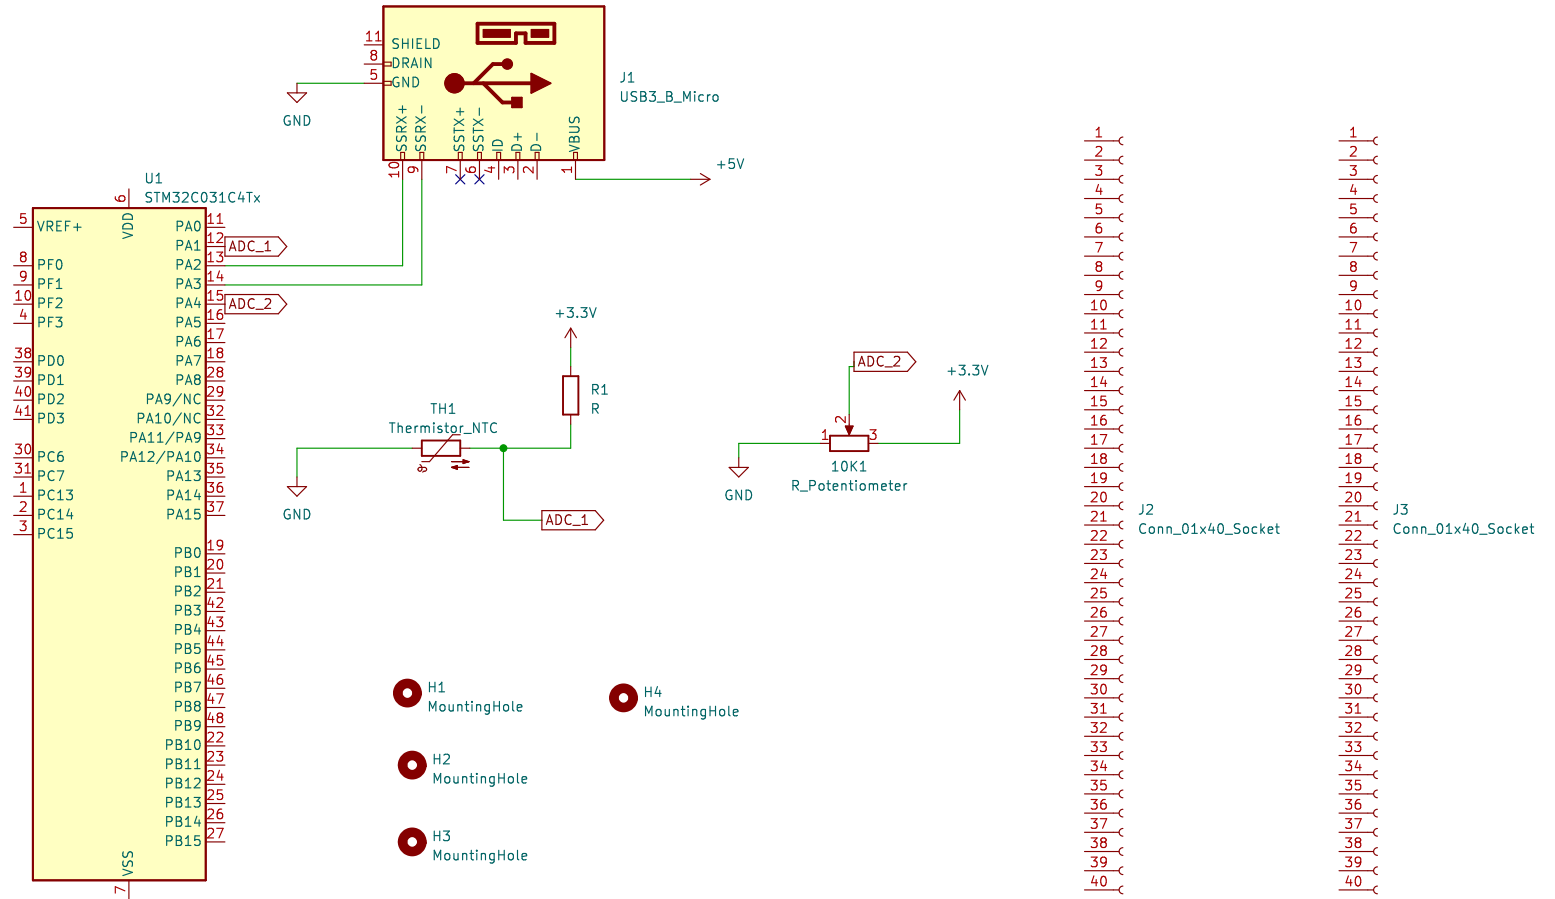 J1
USB3_B_Micro
11 SHIELD
8 DRAIN
5 GND
SSRX+ SSRX- SSTX+ SSTX- ID D+ D- VBUS
10 9 7 6 4 3 2 1
GND
+5V
U1
STM32C031C4Tx
6
VDD
5 VREF+
8 PF0
9 PF1
10 PF2
4 PF3
38 PD0
39 PD1
40 PD2
41 PD3
30 PC6
31 PC7
1 PC13
2 PC14
3 PC15
PA0 11
PA1 12 ADC_1
PA2 13
PA3 14
PA4 15 ADC_2
PA5 16
PA6 17
PA7 18
PA8 28
PA9/NC 29
PA10/NC 32
PA11/PA9 33
PA12/PA10 34
PA13 35
PA14 36
PA15 37
PB0 19
PB1 20
PB2 21
PB3 42
PB4 43
PB5 44
PB6 45
PB7 46
PB8 47
PB9 48
PB10 22
PB11 23
PB12 24
PB13 25
PB14 26
PB15 27
VSS
7
+3.3V
R1
R
TH1
Thermistor_NTC
GND
ADC_1
ADC_2
+3.3V
2
1 3
10K1
R_Potentiometer
GND
H1
MountingHole
H2
MountingHole
H3
MountingHole
H4
MountingHole
1
2
3
4
5
6
7
8
9
10
11
12
13
14
15
16
17
18
19
20
21
22
23
24
25
26
27
28
29
30
31
32
33
34
35
36
37
38
39
40
J2
Conn_01x40_Socket
1
2
3
4
5
6
7
8
9
10
11
12
13
14
15
16
17
18
19
20
21
22
23
24
25
26
27
28
29
30
31
32
33
34
35
36
37
38
39
40
J3
Conn_01x40_Socket